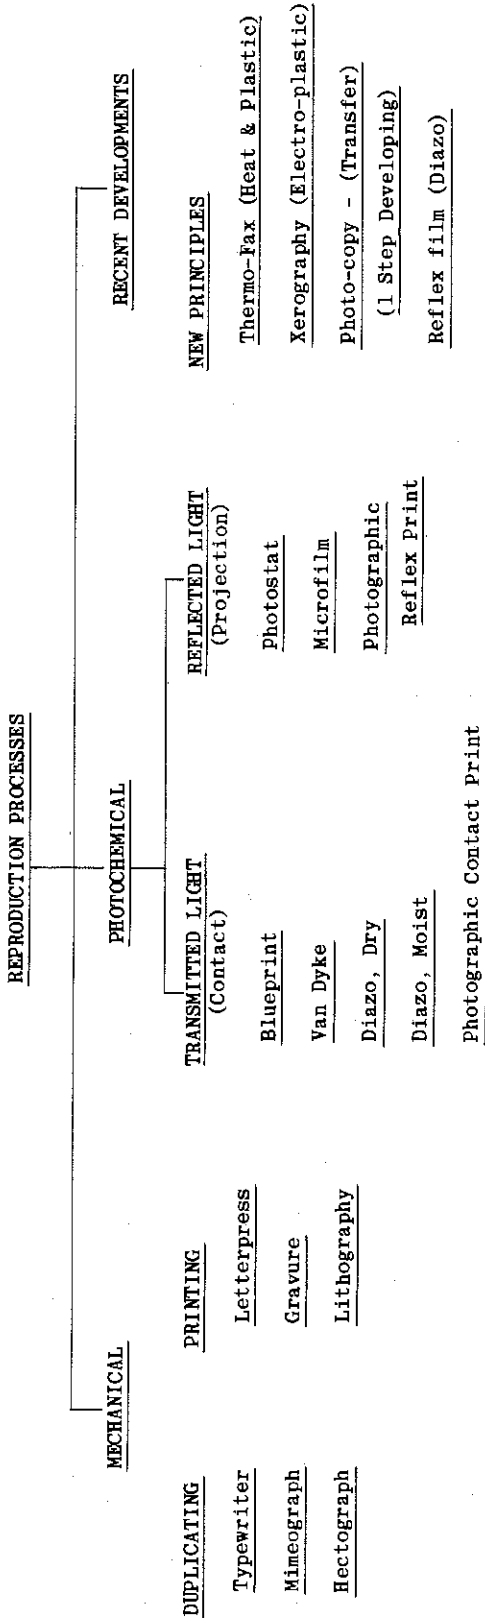 REPRODUCTION PROCESSES
MECHANICAL
PHOTOCHEMICAL
RECENT DEVELOPMENTS
DUPLICATING
Typewriter
Mimeograph
Hectograph
PRINTING
Letterpress
Gravure
Lithography
TRANSMITTED LIGHT
(Contact)
Blueprint
Van Dyke
Diazo, Dry
Diazo, Moist
Photographic Contact Print
REFLECTED LIGHT
(Projection)
Photostat
Microfilm
Photographic
Reflex Print
NEW PRINCIPLES
Thermo-Fax (Heat & Plastic)
Xerography (Electro-plastic)
Photo-copy - (Transfer)
(1 Step Developing)
Reflex film (Diazo)